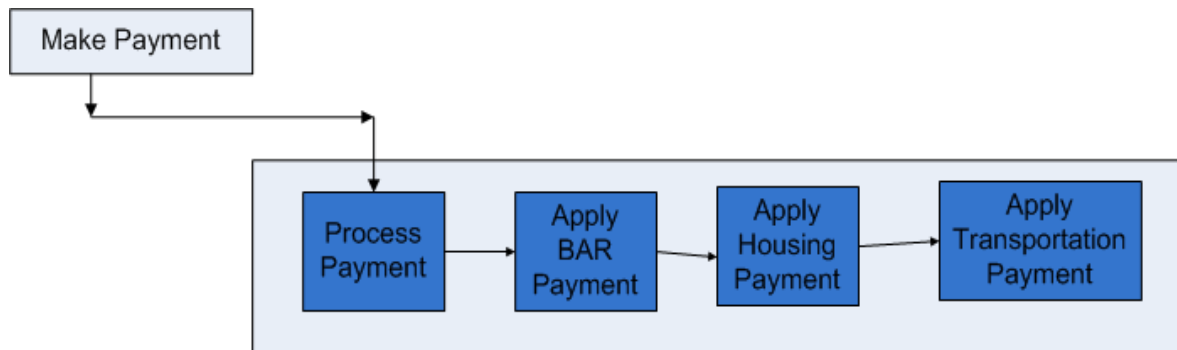 Make Payment
Process
Payment
Apply
BAR
Payment
Apply
Housing
Payment
Apply
Transportation
Payment